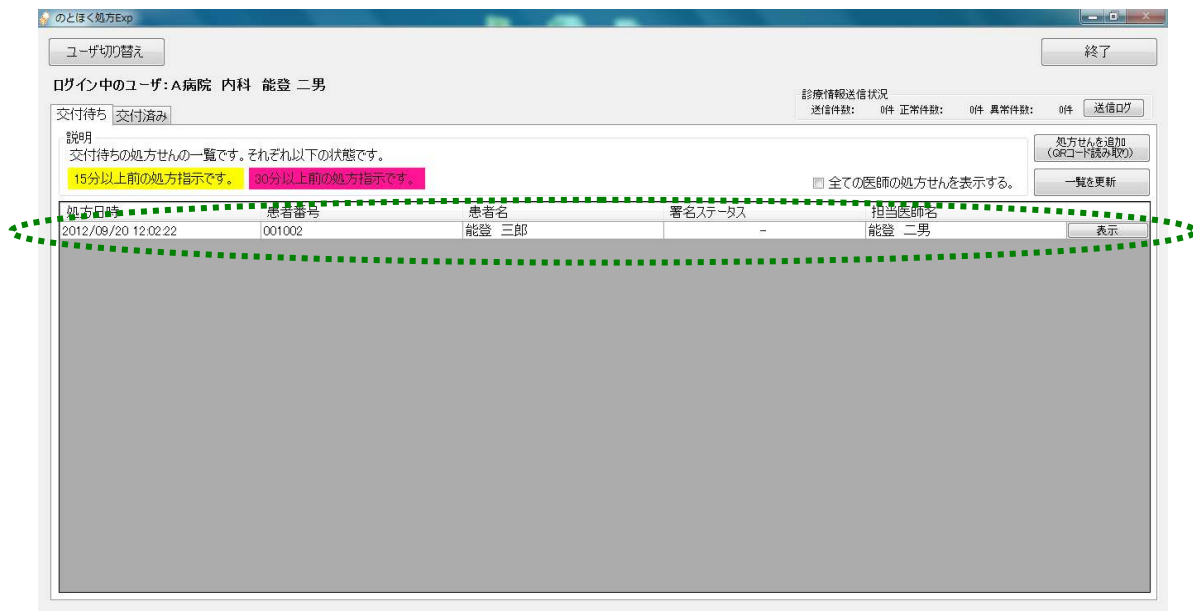 のとほく処方Exp
ユーザ切り替え
終了
ログイン中のユーザ:A病院 内科 能登 二男
診療情報送信状況
送信件数: 0件 正常件数: 0件 異常件数: 0件 送信ログ
交付待ち 交付済み
説明
交付待ちの処方せんの一覧です。それぞれ以下の状態です。
処方せんを追加
(QRコード読み取り)
15分以上前の処方指示です。 30分以上前の処方指示です。
全ての医師の処方せんを表示する。 一覧を更新
処方日時 患者番号 患者名 署名ステータス 担当医師名
2012/09/20 12:02:22 001002 能登 三郎 - 能登 二男 表示